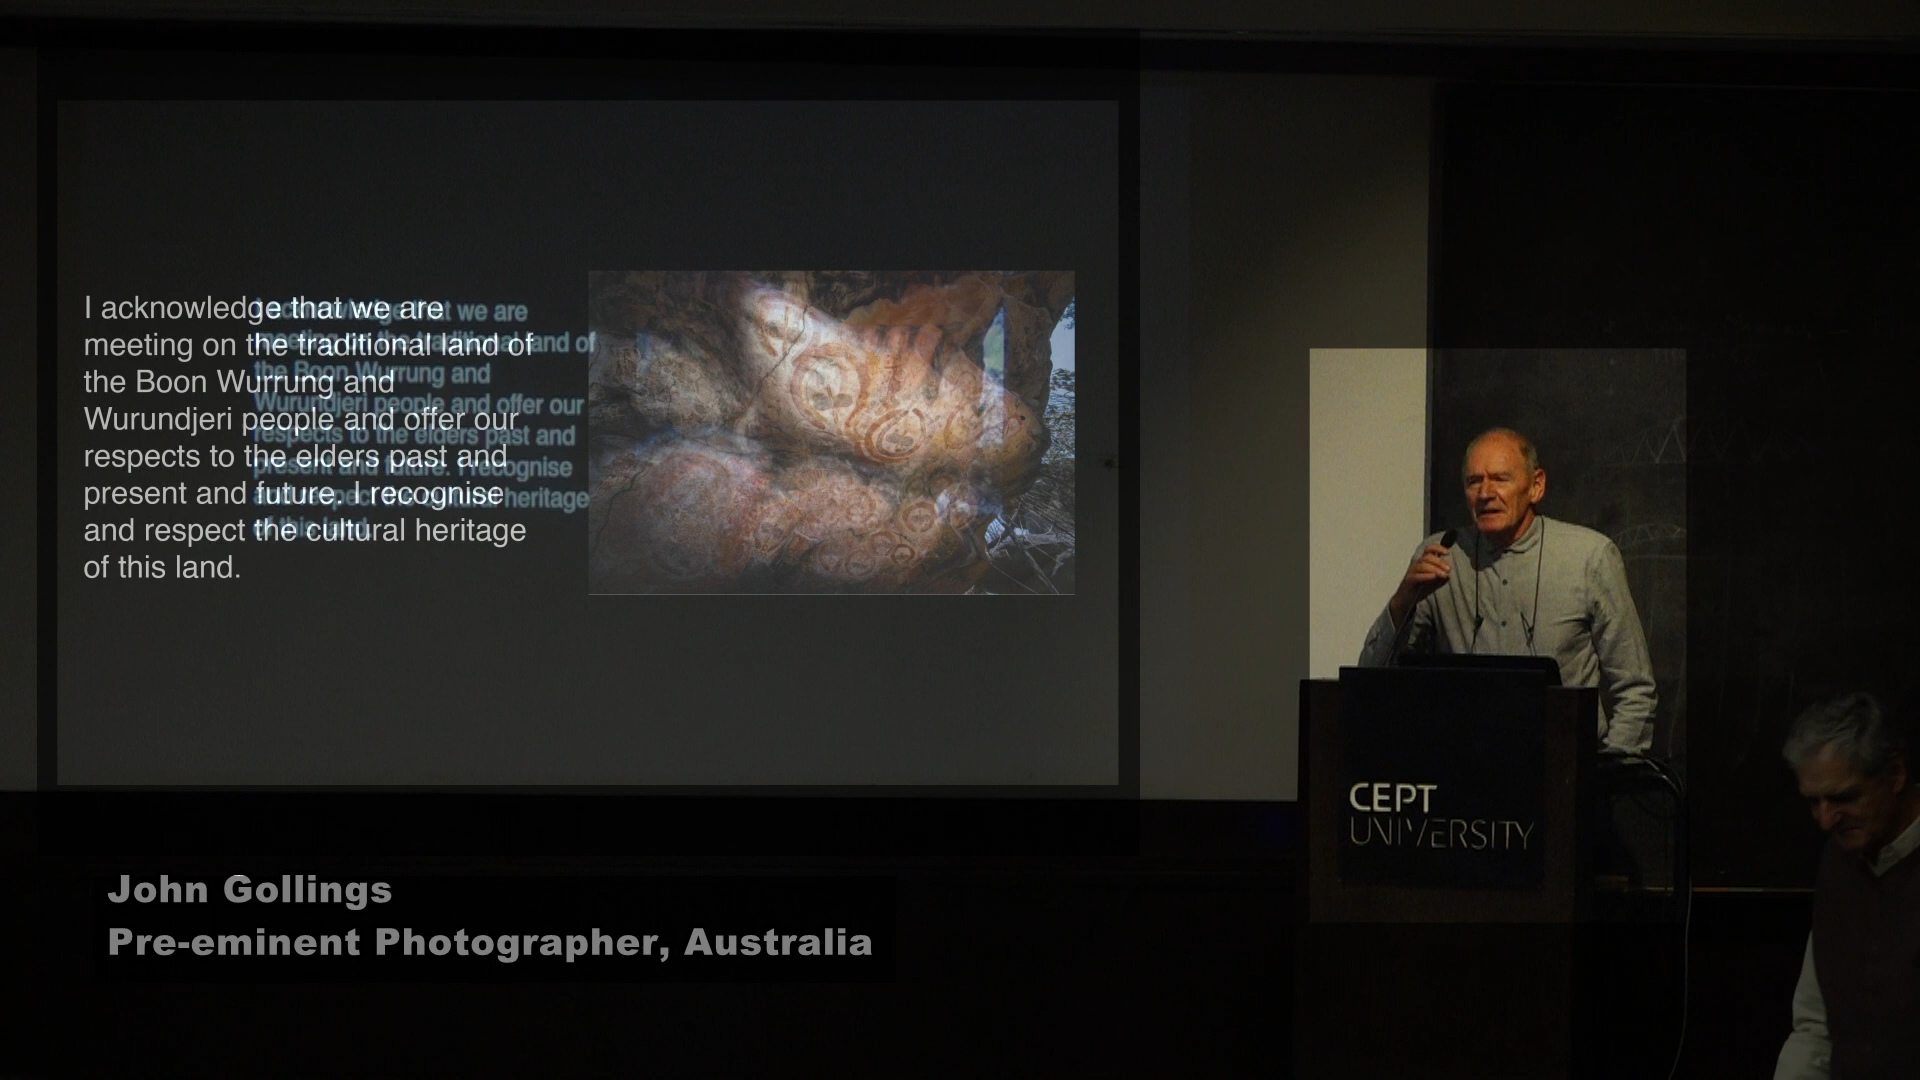 I acknowledge that we are
meeting on the traditional land of
the Boon Wurrung and
Wurundjeri people and offer our
respects to the elders past and
present and future. I recognise
and respect the cultural heritage
of this land.
CEPT
UNIVERSITY
John Gollings
Pre-eminent Photographer, Australia